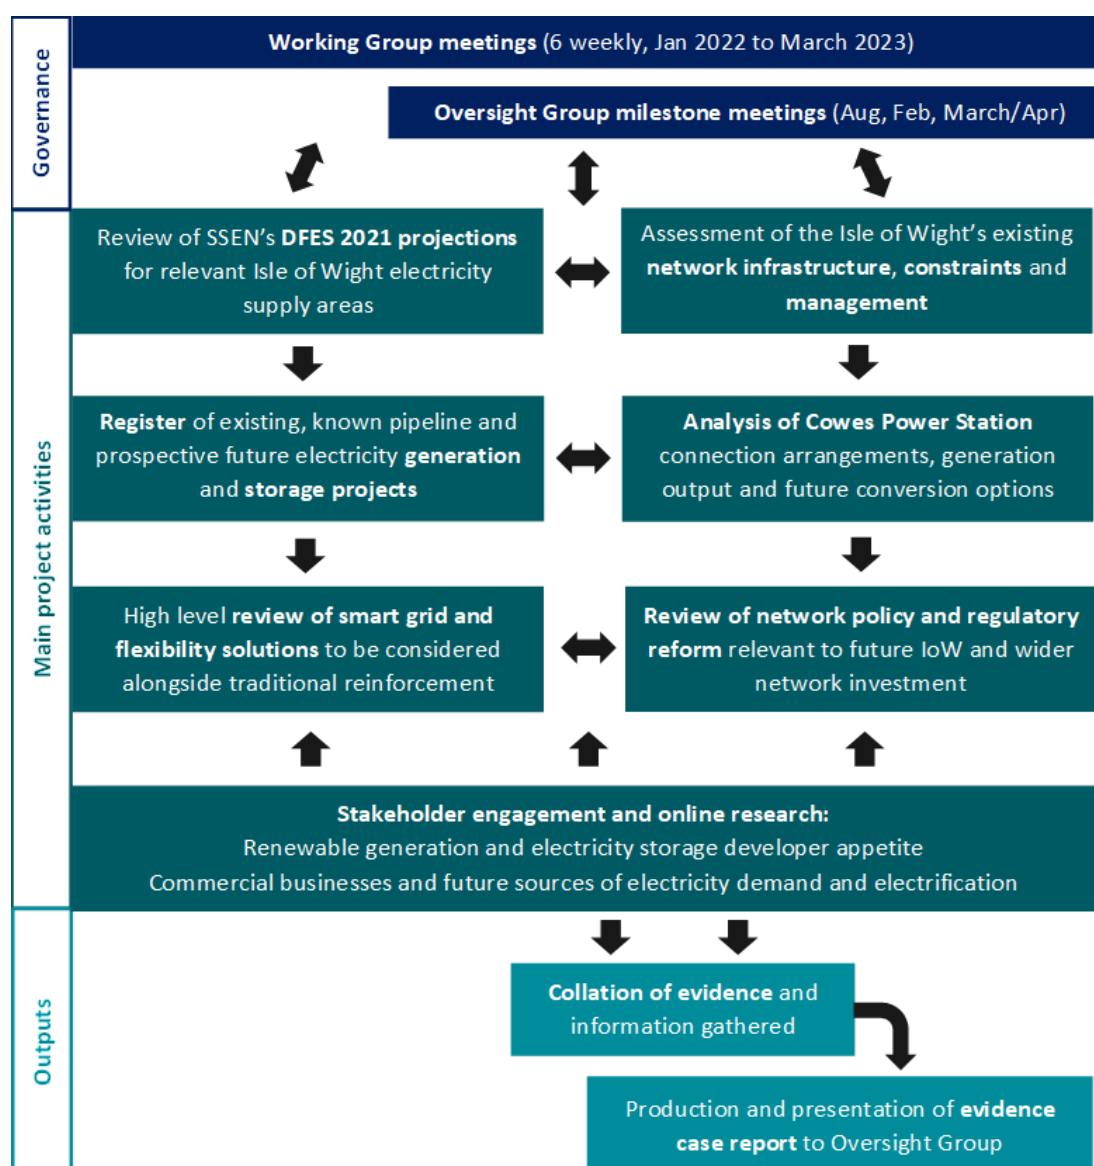 Governance
Working Group meetings (6 weekly, Jan 2022 to March 2023)
Oversight Group milestone meetings (Aug, Feb, March/Apr)
Main project activities
Review of SSEN's DFES 2021 projections
for relevant Isle of Wight electricity
supply areas
Assessment of the Isle of Wight's existing
network infrastructure, constraints and
management
Register of existing, known pipeline and
prospective future electricity generation
and storage projects
Analysis of Cowes Power Station
connection arrangements, generation
output and future conversion options
High level review of smart grid and
flexibility solutions to be considered
alongside traditional reinforcement
Review of network policy and regulatory
reform relevant to future IoW and wider
network investment
Stakeholder engagement and online research:
Renewable generation and electricity storage developer appetite
Commercial businesses and future sources of electricity demand and electrification
Outputs
Collation of evidence and
information gathered
Production and presentation of evidence
case report to Oversight Group